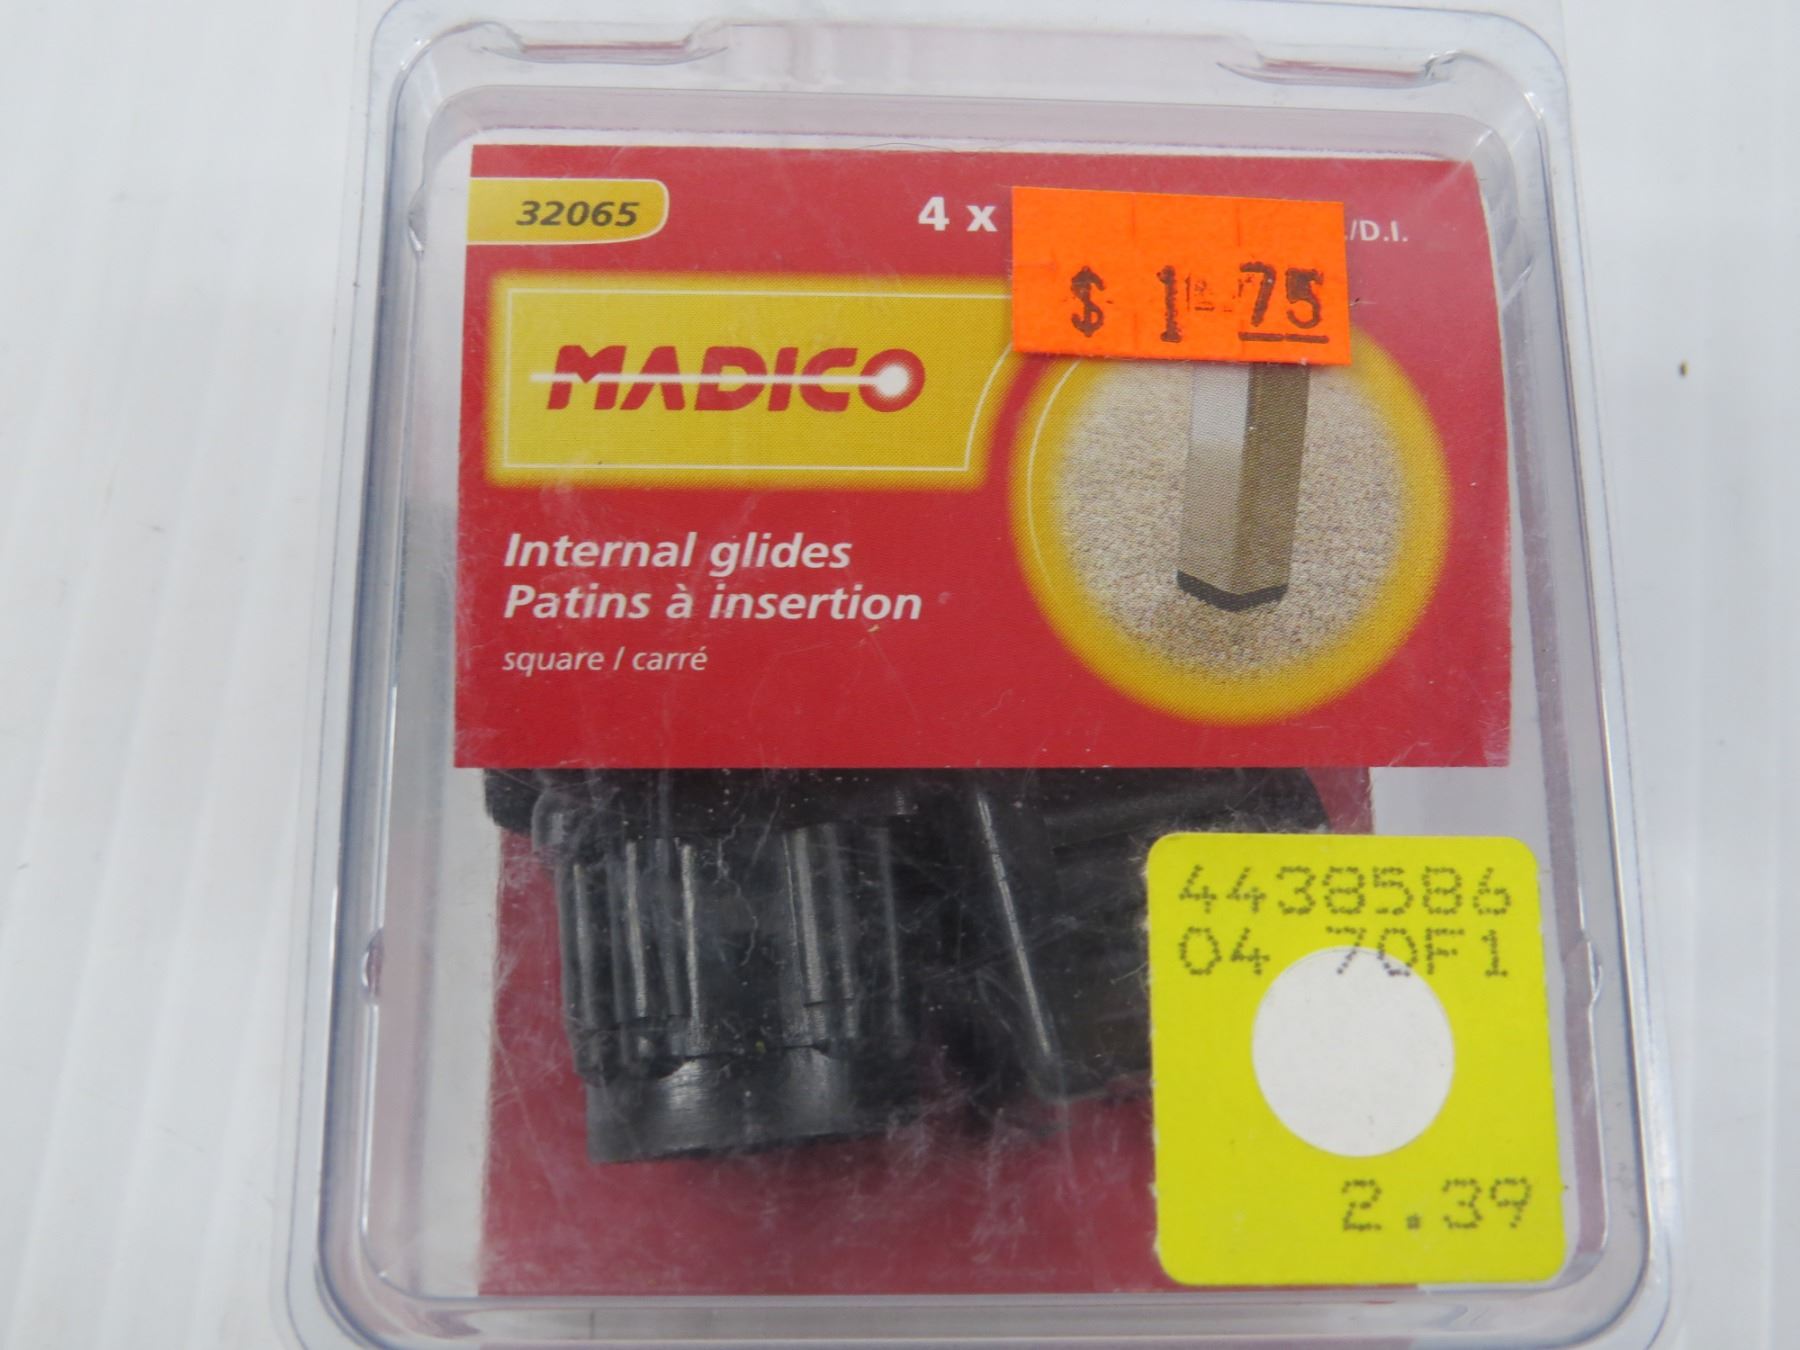 32065
4 x
./D.I.
$ 1 75
MADICO
Internal glides
Patins à insertion
square / carré
4438586
04 70F1
2.39